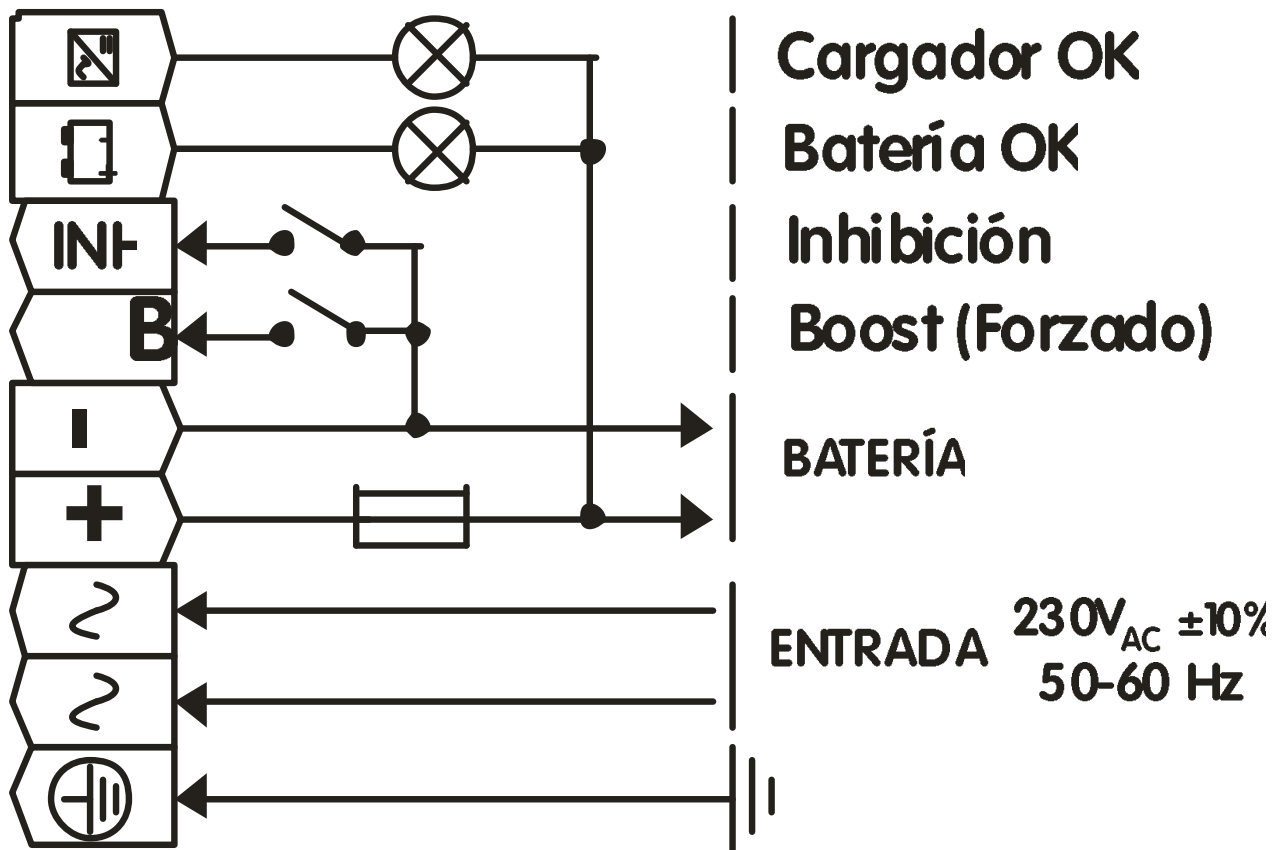 Cargador OK
Batería OK
INH
Inhibición
B
Boost (Forzado)
-
BATERÍA
+
ENTRADA 230VAC ±10%
50-60 Hz